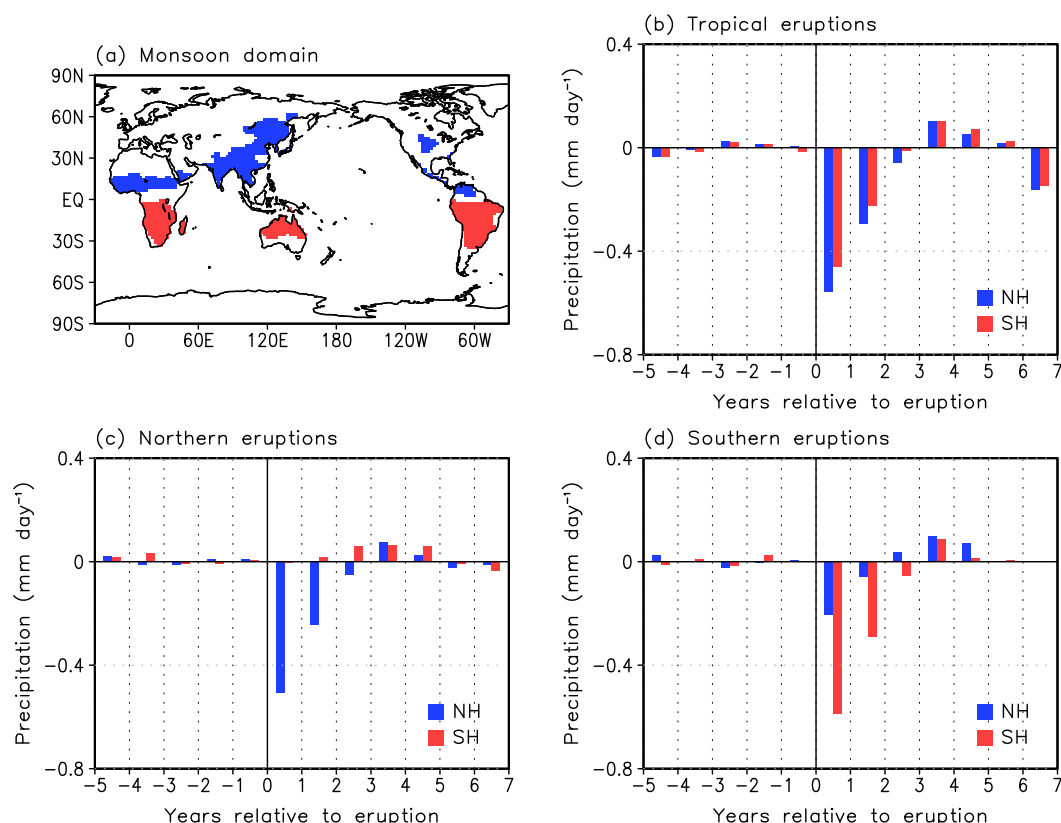 (a) Monsoon domain
90N
60N
30N
EQ
30S
60S
90S
0 60E 120E 180 120W 60W
(b) Tropical eruptions
Precipitation (mm day⁻¹)
0.4
0
−0.4
−0.8
NH
SH
−5 −4 −3 −2 −1 0 1 2 3 4 5 6 7
Years relative to eruption
(c) Northern eruptions
Precipitation (mm day⁻¹)
0.4
0
−0.4
−0.8
NH
SH
−5 −4 −3 −2 −1 0 1 2 3 4 5 6 7
Years relative to eruption
(d) Southern eruptions
Precipitation (mm day⁻¹)
0.4
0
−0.4
−0.8
NH
SH
−5 −4 −3 −2 −1 0 1 2 3 4 5 6 7
Years relative to eruption